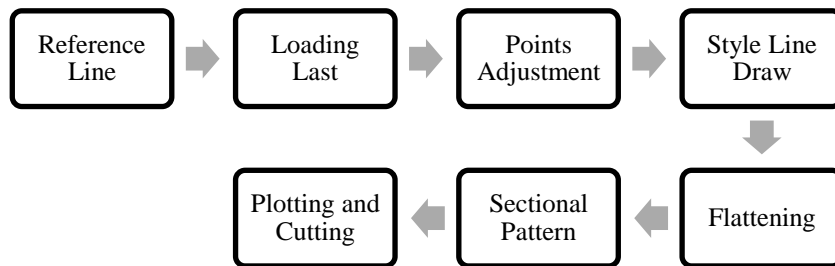 Reference
Line
Loading
Last
Points
Adjustment
Style Line
Draw
Flattening
Sectional
Pattern
Plotting and
Cutting